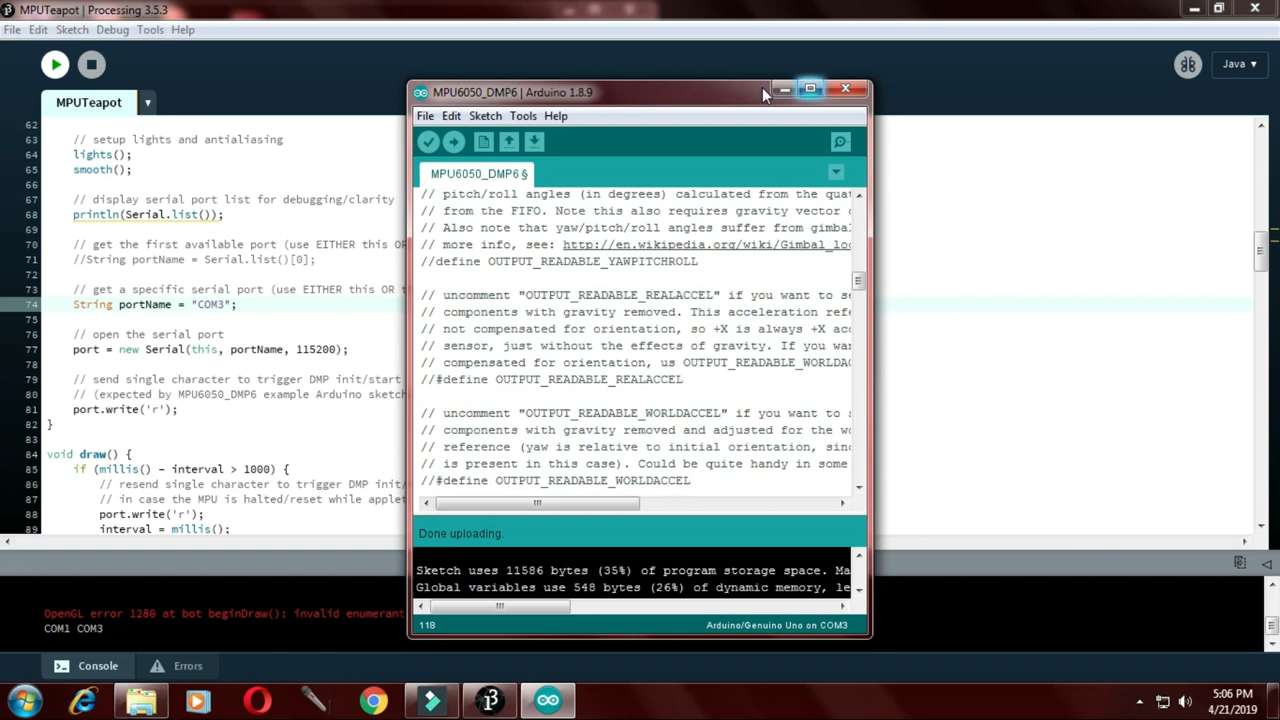 MPUTeapot | Processing 3.5.3
File Edit Sketch Debug Tools Help
Java ▾
MPUTeapot ▾
62
63 // setup lights and antialiasing
64 lights();
65 smooth();
66
67 // display serial port list for debugging/clarity
68 println(Serial.list());
69
70 // get the first available port (use EITHER this OR
71 //String portName = Serial.list()[0];
72
73 // get a specific serial port (use EITHER this OR t
74 String portName = "COM3";
75
76 // open the serial port
77 port = new Serial(this, portName, 115200);
78
79 // send single character to trigger DMP init/start
80 // (expected by MPU6050_DMP6 example Arduino sketc
81 port.write('r');
82 }
83
84 void draw() {
85 if (millis() - interval > 1000) {
86 // resend single character to trigger DMP init/
87 // in case the MPU is halted/reset while applet
88 port.write('r');
89 interval = millis();
OpenGL error 1280 at bot beginDraw(): invalid enumerant
COM1 COM3
Console Errors
MPU6050_DMP6 | Arduino 1.8.9
File Edit Sketch Tools Help
MPU6050_DMP6 §
// pitch/roll angles (in degrees) calculated from the quat
// from the FIFO. Note this also requires gravity vector c
// Also note that yaw/pitch/roll angles suffer from gimbal
// more info, see: http://en.wikipedia.org/wiki/Gimbal_loc
//define OUTPUT_READABLE_YAWPITCHROLL
// uncomment "OUTPUT_READABLE_REALACCEL" if you want to se
// components with gravity removed. This acceleration refe
// not compensated for orientation, so +X is always +X acc
// sensor, just without the effects of gravity. If you wan
// compensated for orientation, us OUTPUT_READABLE_WORLDAC
//#define OUTPUT_READABLE_REALACCEL
// uncomment "OUTPUT_READABLE_WORLDACCEL" if you want to s
// components with gravity removed and adjusted for the wo
// reference (yaw is relative to initial orientation, sinc
// is present in this case). Could be quite handy in some
//#define OUTPUT_READABLE_WORLDACCEL
Done uploading.
Sketch uses 11586 bytes (35%) of program storage space. Ma
Global variables use 548 bytes (26%) of dynamic memory, le
118 Arduino/Genuino Uno on COM3
5:06 PM
4/21/2019